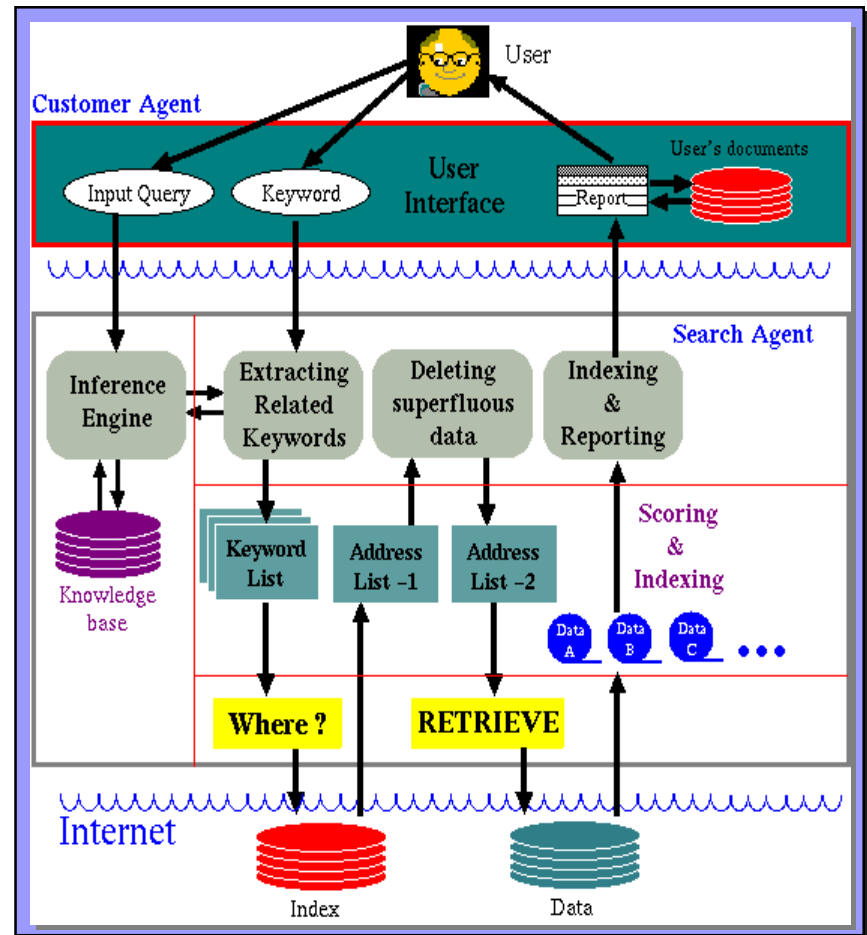 User
Customer Agent
User's documents
Input Query
Keyword
User
Interface
Report
Search Agent
Inference
Engine
Extracting
Related
Keywords
Deleting
superfluous
data
Indexing
&
Reporting
Knowledge
base
Keyword
List
Address
List -1
Address
List -2
Scoring
&
Indexing
Data
A
Data
B
Data
C
Where ?
RETRIEVE
Internet
Index
Data